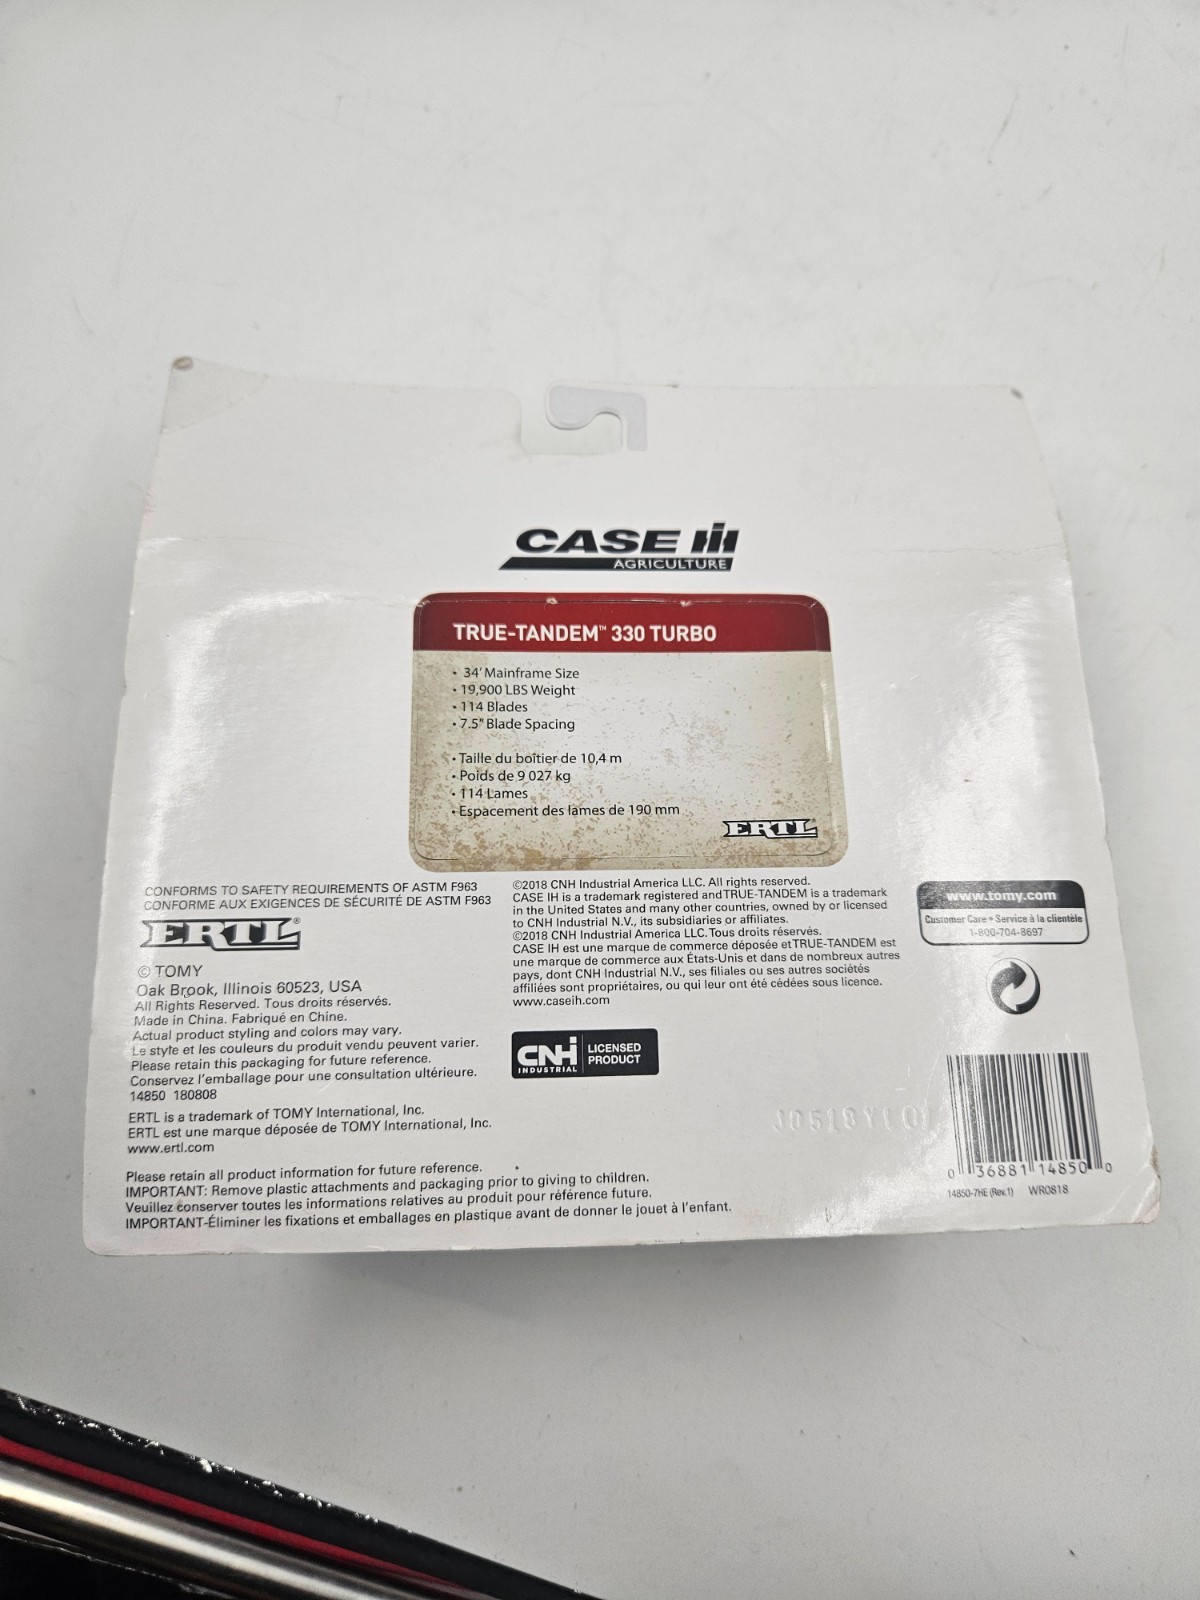 CASE IH
AGRICULTURE
TRUE-TANDEM™ 330 TURBO
• 34' Mainframe Size
• 19,900 LBS Weight
• 114 Blades
• 7.5" Blade Spacing
• Taille du boîtier de 10,4 m
• Poids de 9 027 kg
• 114 Lames
• Espacement des lames de 190 mm
ERTL
CONFORMS TO SAFETY REQUIREMENTS OF ASTM F963
CONFORME AUX EXIGENCES DE SÉCURITÉ DE ASTM F963
ERTL®
© TOMY
Oak Brook, Illinois 60523, USA
All Rights Reserved. Tous droits réservés.
Made in China. Fabriqué en Chine.
Actual product styling and colors may vary.
Le style et les couleurs du produit vendu peuvent varier.
Please retain this packaging for future reference.
Conservez l'emballage pour une consultation ultérieure.
14850 180808
ERTL is a trademark of TOMY International, Inc.
ERTL est une marque déposée de TOMY International, Inc.
www.ertl.com
Please retain all product information for future reference.
IMPORTANT: Remove plastic attachments and packaging prior to giving to children.
Veuillez conserver toutes les informations relatives au produit pour référence future.
IMPORTANT-Éliminer les fixations et emballages en plastique avant de donner le jouet à l'enfant.
©2018 CNH Industrial America LLC. All rights reserved.
CASE IH is a trademark registered and TRUE-TANDEM is a trademark
in the United States and many other countries, owned by or licensed
to CNH Industrial N.V., its subsidiaries or affiliates.
©2018 CNH Industrial America LLC. Tous droits réservés.
CASE IH est une marque de commerce déposée et TRUE-TANDEM est
une marque de commerce aux États-Unis et dans de nombreux autres
pays, dont CNH Industrial N.V., ses filiales ou ses autres sociétés
affiliées sont propriétaires, ou qui leur ont été cédées sous licence.
www.caseih.com
CNH
INDUSTRIAL
LICENSED
PRODUCT
www.tomy.com
Customer Care • Service à la clientèle
1-800-704-8697
0 36881 14850 0
14850-7HE (Rev.1) WR0818